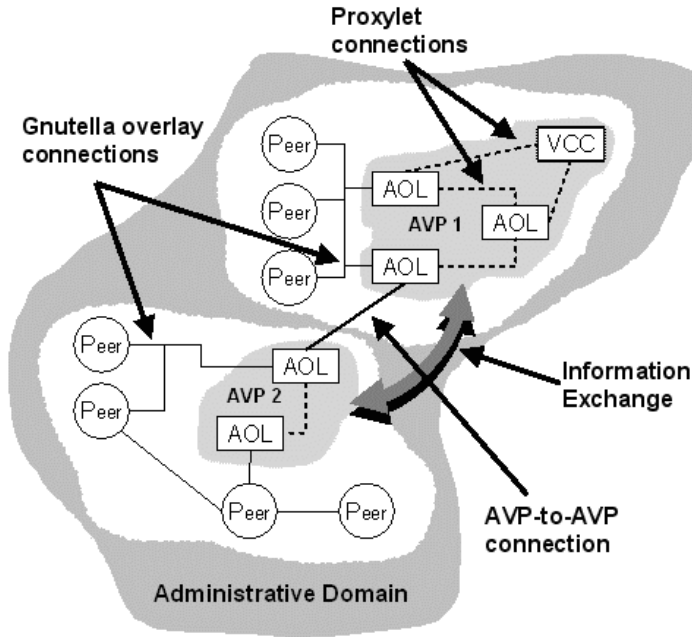 Proxylet
connections
Gnutella overlay
connections
Peer
VCC
AOL
Peer
AVP 1
AOL
Peer
AOL
Peer
AOL
Information
Exchange
AVP 2
Peer
AOL
Peer
Peer
AVP-to-AVP
connection
Administrative Domain